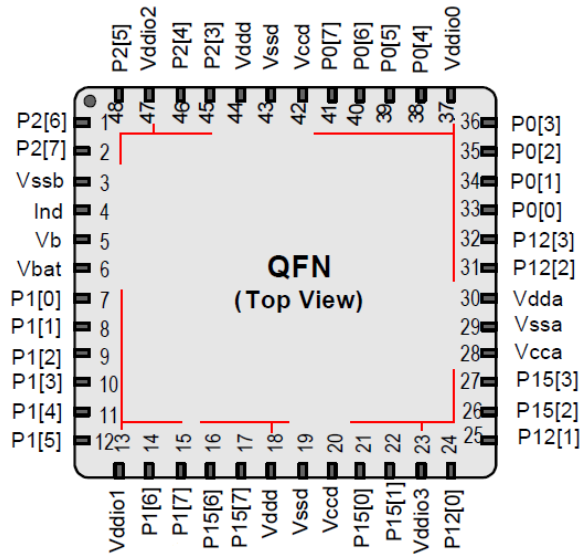 P2[5]
Vddio2
P2[4]
P2[3]
Vddd
Vssd
Vccd
P0[7]
P0[6]
P0[5]
P0[4]
Vddio0
48
47
46
45
44
43
42
41
40
39
38
37
P2[6] 1
P2[7] 2
Vssb 3
Ind 4
Vb 5
Vbat 6
P1[0] 7
P1[1] 8
P1[2] 9
P1[3] 10
P1[4] 11
P1[5] 12
QFN
(Top View)
36 P0[3]
35 P0[2]
34 P0[1]
33 P0[0]
32 P12[3]
31 P12[2]
30 Vdda
29 Vssa
28 Vcca
27 P15[3]
26 P15[2]
25 P12[1]
13
14
15
16
17
18
19
20
21
22
23
24
Vddio1
P1[6]
P1[7]
P15[6]
P15[7]
Vddd
Vssd
Vccd
P15[0]
P15[1]
Vddio3
P12[0]